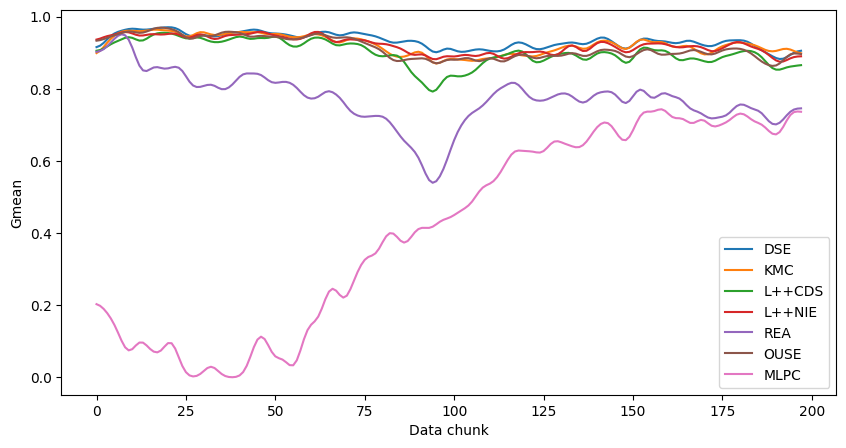 1.0
0.8
0.6
0.4
0.2
0.0
Gmean
0 25 50 75 100 125 150 175 200
Data chunk
DSE
KMC
L++CDS
L++NIE
REA
OUSE
MLPC